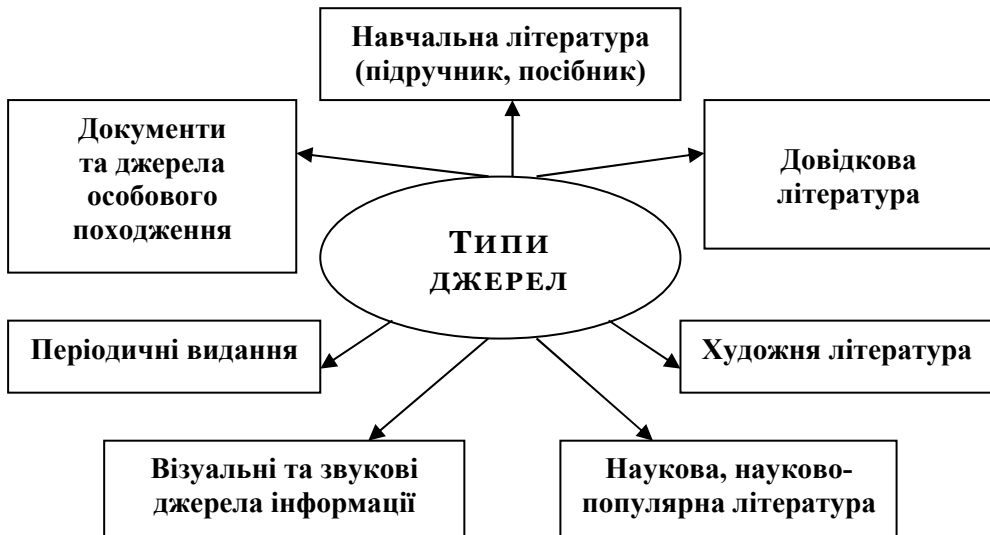 Навчальна література
(підручник, посібник)
Документи
та джерела
особового
походження
Довідкова
література
Типи
джерел
Періодичні видання
Художня література
Візуальні та звукові
джерела інформації
Наукова, науково-
популярна література